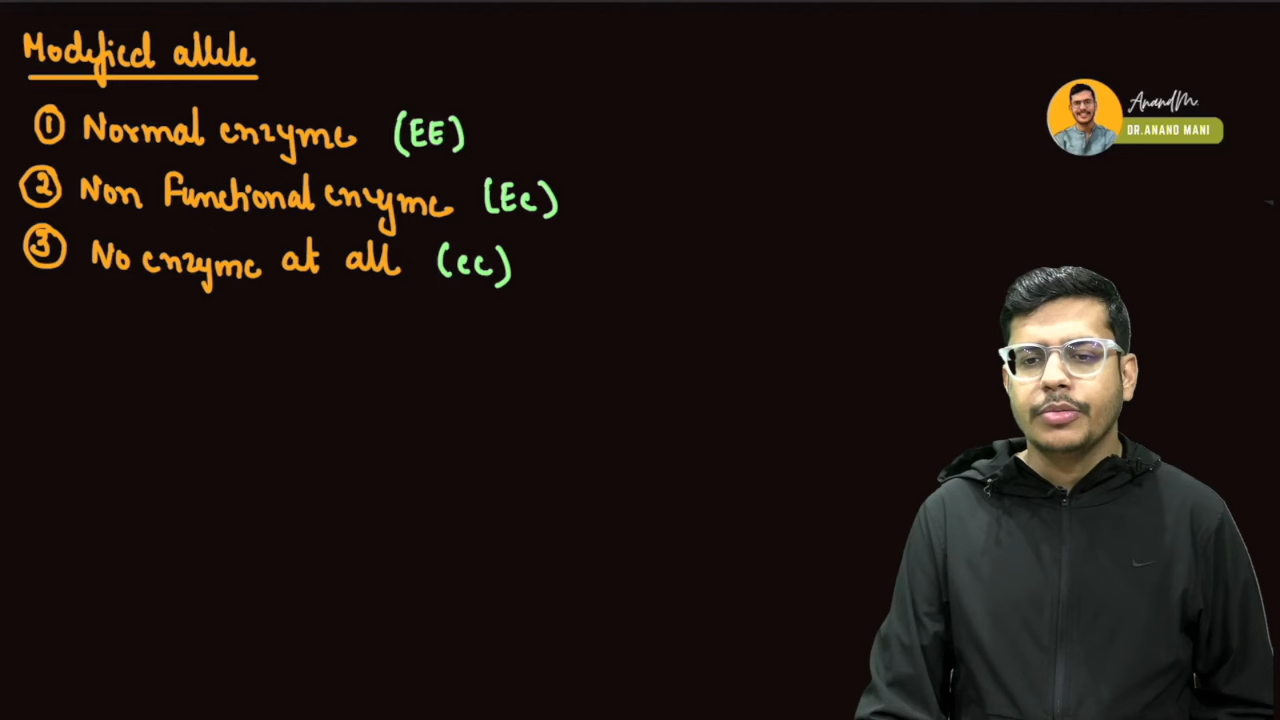 Modified allele
① Normal enzyme (EE)
② Non Functional enzyme (Ee)
③ No enzyme at all (ee)
AnandM.
DR.ANAND MANI